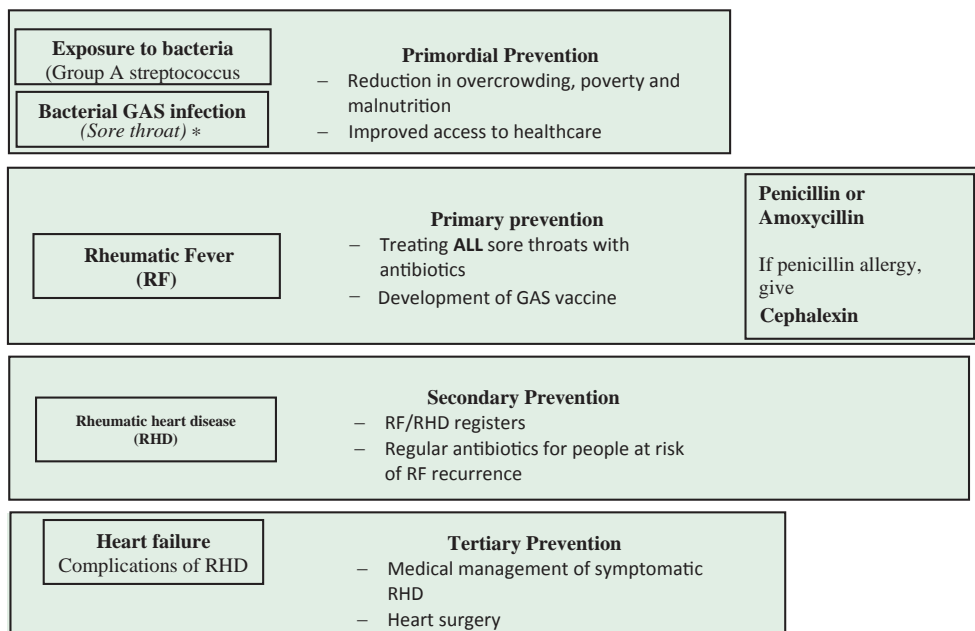 Exposure to bacteria
(Group A streptococcus
Bacterial GAS infection
(Sore throat) *
Primordial Prevention
– Reduction in overcrowding, poverty and
malnutrition
– Improved access to healthcare
Rheumatic Fever
(RF)
Primary prevention
– Treating ALL sore throats with
antibiotics
– Development of GAS vaccine
Penicillin or
Amoxycillin
If penicillin allergy,
give
Cephalexin
Rheumatic heart disease
(RHD)
Secondary Prevention
– RF/RHD registers
– Regular antibiotics for people at risk
of RF recurrence
Heart failure
Complications of RHD
Tertiary Prevention
– Medical management of symptomatic
RHD
– Heart surgery